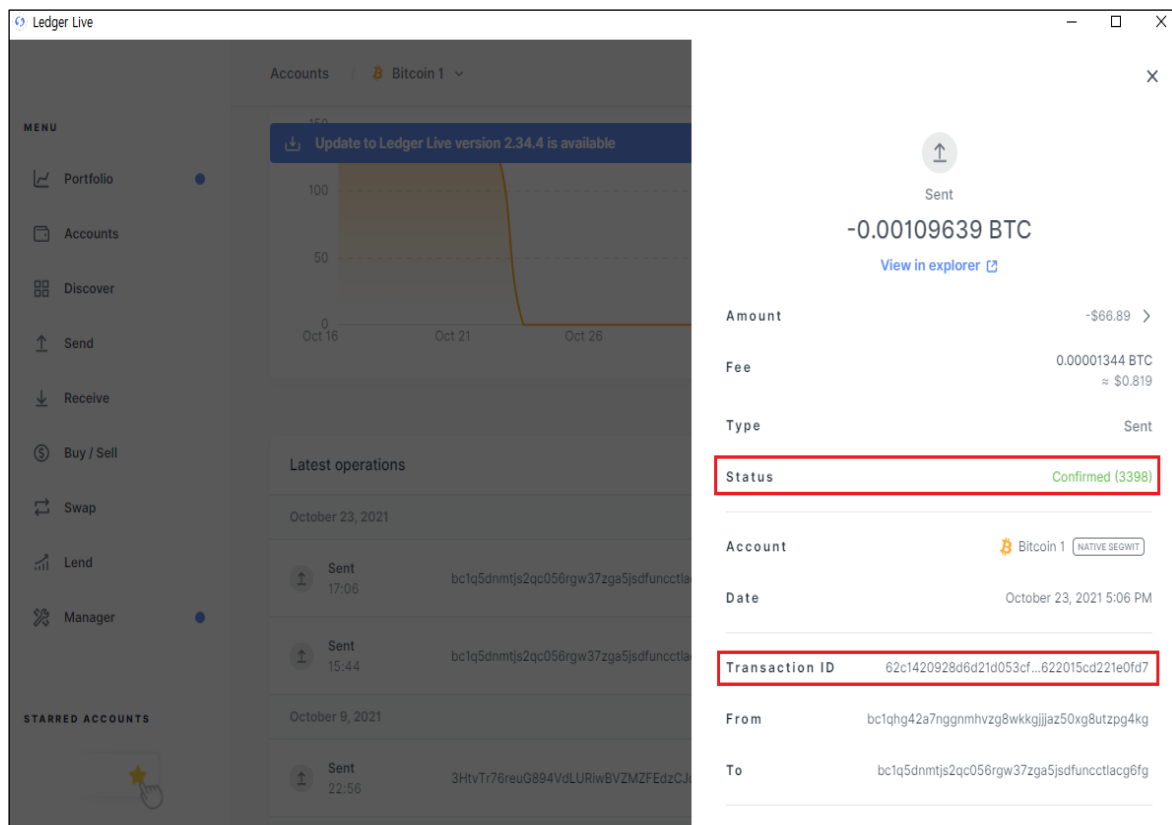 Ledger Live
Accounts / Bitcoin 1
MENU
Portfolio
Accounts
Discover
Send
Receive
Buy / Sell
Swap
Lend
Manager
STARRED ACCOUNTS
150
Update to Ledger Live version 2.34.4 is available
100
50
0
Oct 16 Oct 21 Oct 26
Latest operations
October 23, 2021
Sent
17:06
bc1q5dnmtjs2qc056rgw37zga5jsdfuncctla
Sent
15:44
bc1q5dnmtjs2qc056rgw37zga5jsdfuncctla
October 9, 2021
Sent
22:56
3HtvTr76reuG894VdLURiwBVZMZFEdzCJ
Sent
-0.00109639 BTC
View in explorer
Amount -$66.89
Fee 0.00001344 BTC
≈ $0.819
Type Sent
Status Confirmed (3398)
Account Bitcoin 1 NATIVE SEGWIT
Date October 23, 2021 5:06 PM
Transaction ID 62c1420928d6d21d053cf...622015cd221e0fd7
From bc1qhg42a7nggnmhvzg8wkkgjjjaz50xg8utzpg4kg
To bc1q5dnmtjs2qc056rgw37zga5jsdfuncctlacg6fg